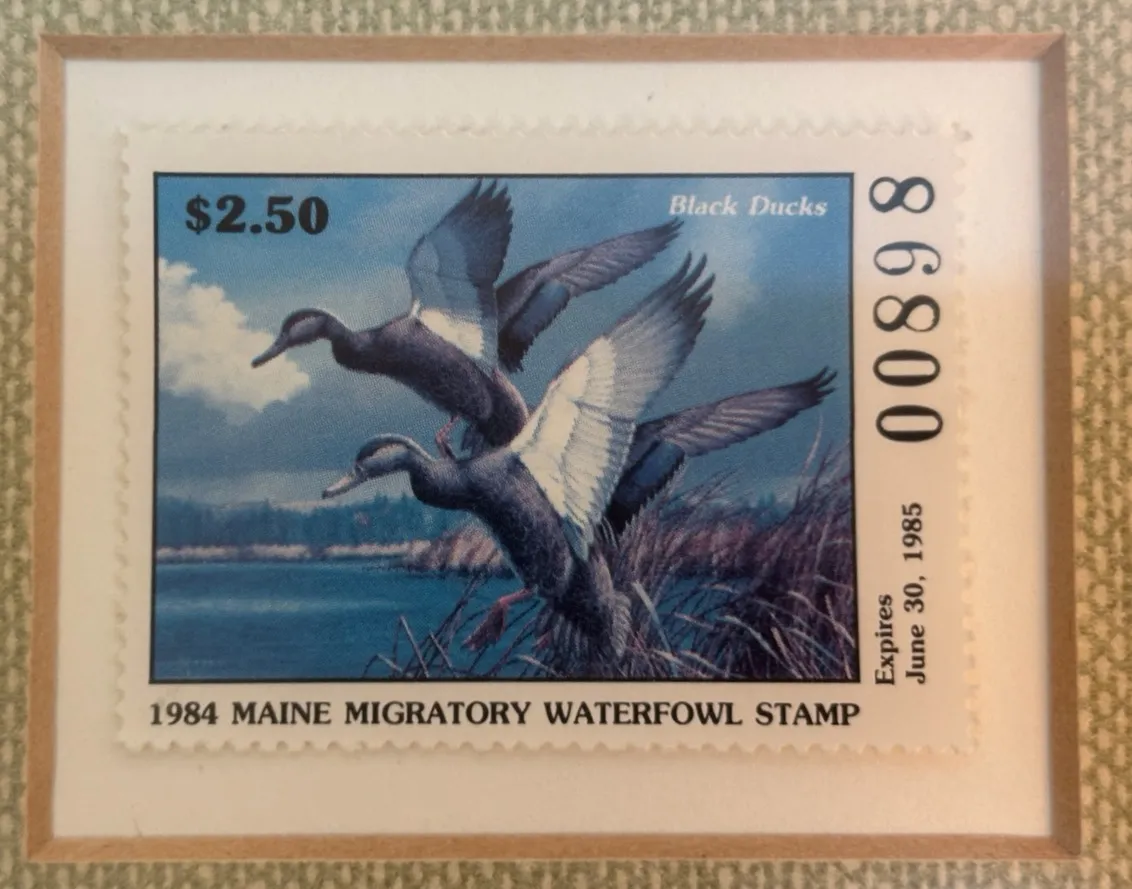 $2.50
Black Ducks
00898
Expires
June 30, 1985
1984 MAINE MIGRATORY WATERFOWL STAMP